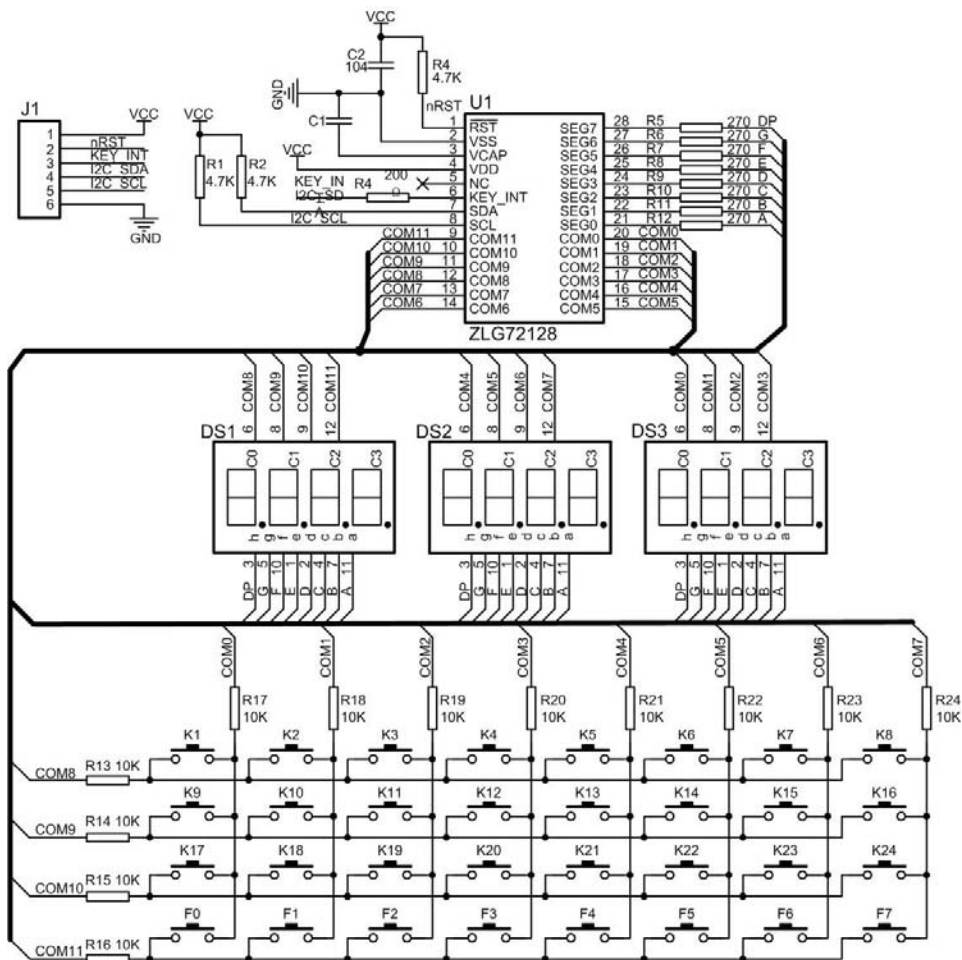 VCC
C2
104
R4
4.7K
GND
nRST
U1
C1
J1
1
2
3
4
5
6
VCC
nRST
KEY_INT
I2C_SDA
I2C_SCL
GND
VCC
R1
4.7K
R2
4.7K
VCC
KEY_IN
I2C_SD
A
I2C_SCL
R4
200
Ω
1 RST
2 VSS
3 VCAP
4 VDD
5 NC
6 KEY_INT
7 SDA
8 SCL
COM11 9 COM11
COM10 10 COM10
COM9 11 COM9
COM8 12 COM8
COM7 13 COM7
COM6 14 COM6
SEG7 28 R5 270 DP
SEG6 27 R6 270 G
SEG5 26 R7 270 F
SEG4 25 R8 270 E
SEG3 24 R9 270 D
SEG2 23 R10 270 C
SEG1 22 R11 270 B
SEG0 21 R12 270 A
COM0 20 COM0
COM1 19 COM1
COM2 18 COM2
COM3 17 COM3
COM4 16 COM4
COM5 15 COM5
ZLG72128
6 COM8
8 COM9
9 COM10
12 COM11
DS1
C0 C1 C2 C3
h g f e d c b a
3 5 10 1 2 4 7 11
DP G F E D C B A
6 COM4
8 COM5
9 COM6
12 COM7
DS2
C0 C1 C2 C3
h g f e d c b a
3 5 10 1 2 4 7 11
DP G F E D C B A
6 COM0
8 COM1
9 COM2
12 COM3
DS3
C0 C1 C2 C3
h g f e d c b a
3 5 10 1 2 4 7 11
DP G F E D C B A
COM0 COM1 COM2 COM3 COM4 COM5 COM6 COM7
R17 R18 R19 R20 R21 R22 R23 R24
10K 10K 10K 10K 10K 10K 10K 10K
K1 K2 K3 K4 K5 K6 K7 K8
COM8 R13 10K
K9 K10 K11 K12 K13 K14 K15 K16
COM9 R14 10K
K17 K18 K19 K20 K21 K22 K23 K24
COM10 R15 10K
F0 F1 F2 F3 F4 F5 F6 F7
COM11 R16 10K